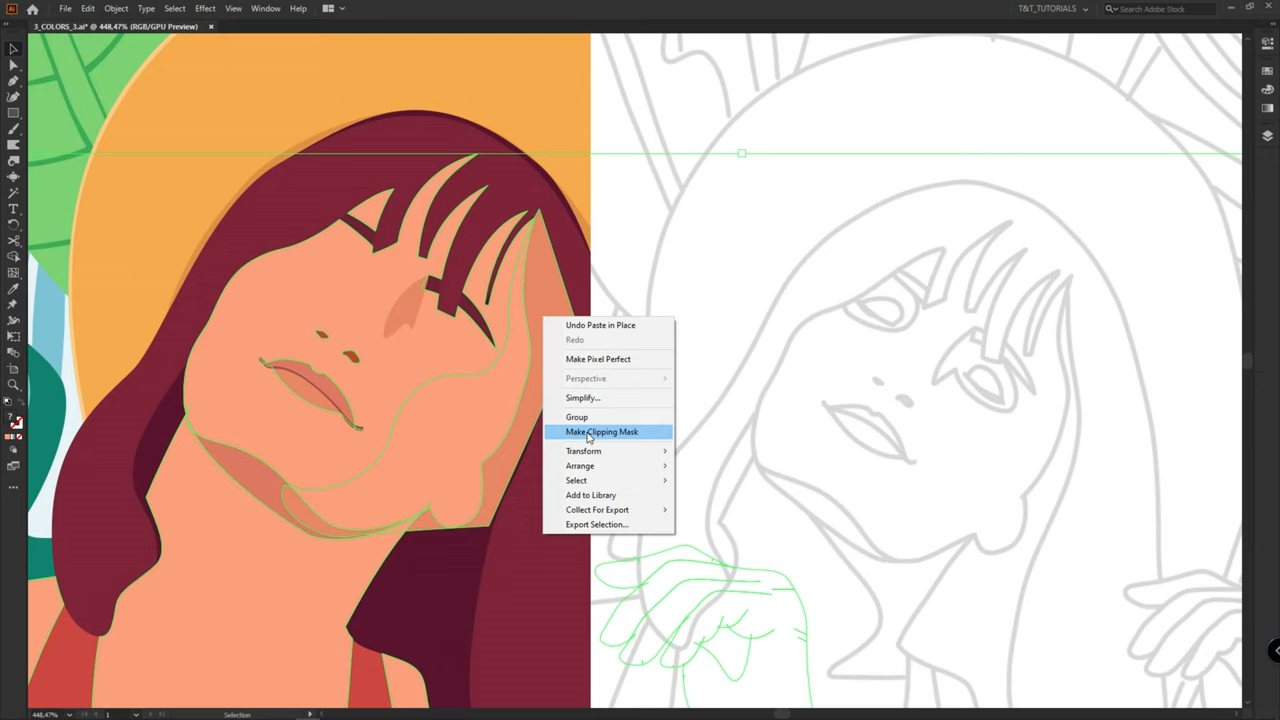 Ai File Edit Object Type Select Effect View Window Help T&T_TUTORIALS Search Adobe Stock
3_COLORS_3.ai* @ 448,47% (RGB/GPU Preview) ×
Undo Paste in Place
Redo
Make Pixel Perfect
Perspective
Simplify...
Group
Make Clipping Mask
Transform
Arrange
Select
Add to Library
Collect For Export
Export Selection...
448,47% 1 Selection